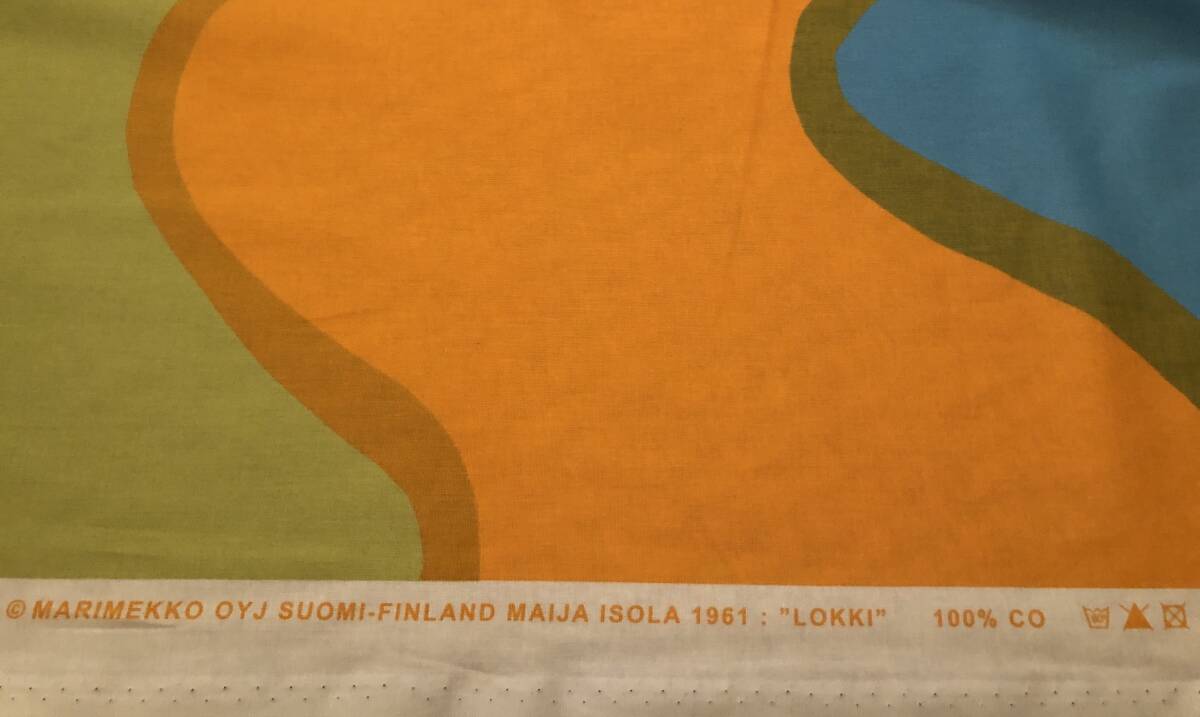 © MARIMEKKO OYJ SUOMI-FINLAND MAIJA ISOLA 1961 : ”LOKKI” 100% CO